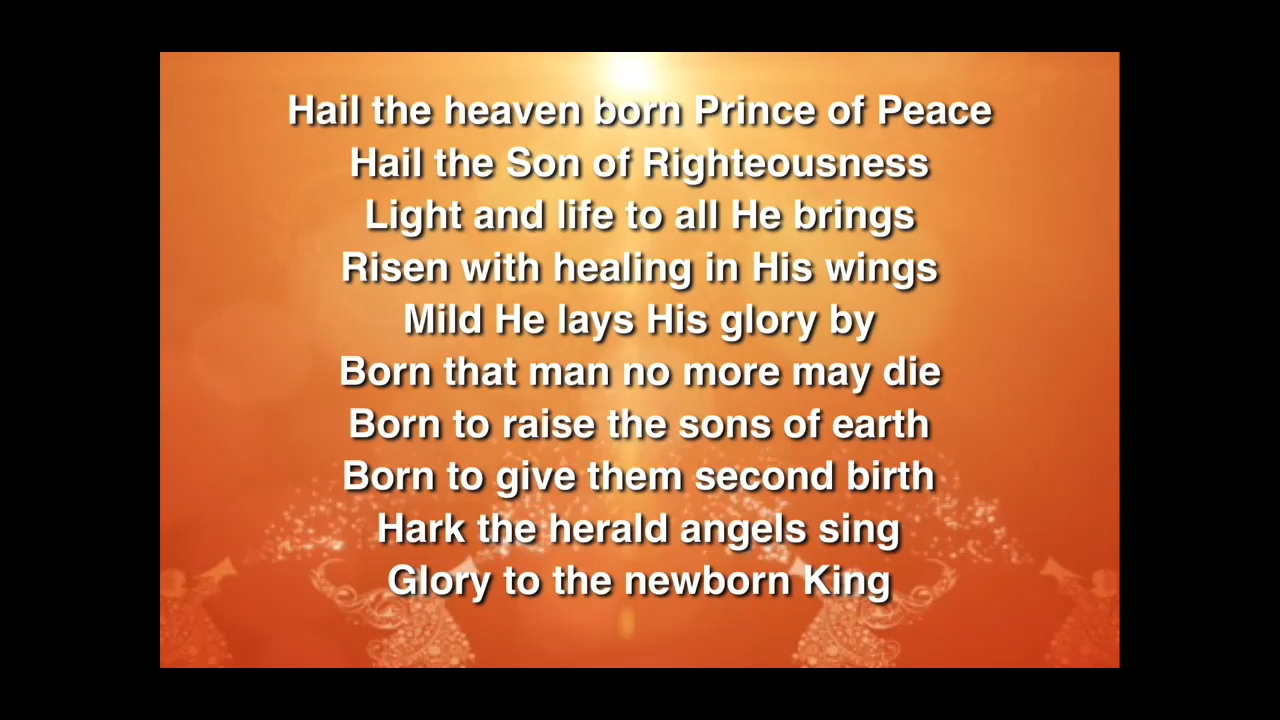 Hail the heaven born Prince of Peace
Hail the Son of Righteousness
Light and life to all He brings
Risen with healing in His wings
Mild He lays His glory by
Born that man no more may die
Born to raise the sons of earth
Born to give them second birth
Hark the herald angels sing
Glory to the newborn King